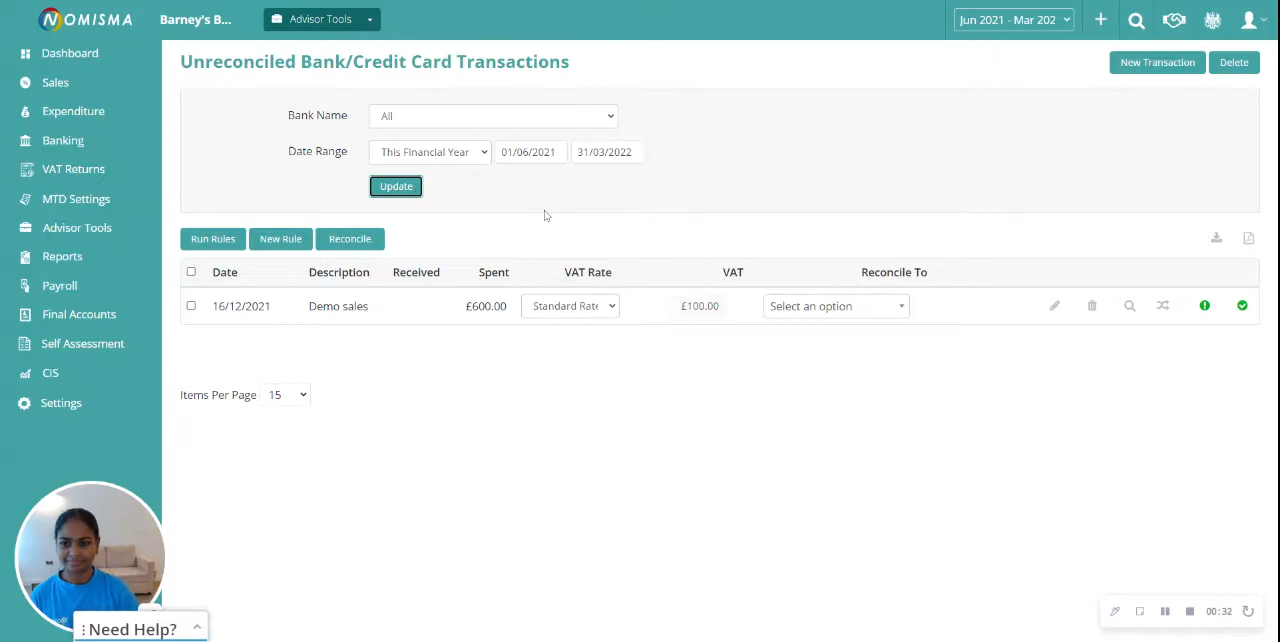 NOMISMA
Barney's B...
Advisor Tools
Jun 2021 - Mar 202
Dashboard
Sales
Expenditure
Banking
VAT Returns
MTD Settings
Advisor Tools
Reports
Payroll
Final Accounts
Self Assessment
CIS
Settings
Unreconciled Bank/Credit Card Transactions
New Transaction
Delete
Bank Name
All
Date Range
This Financial Year
01/06/2021
31/03/2022
Update
Run Rules
New Rule
Reconcile
Date Description Received Spent VAT Rate VAT Reconcile To
16/12/2021 Demo sales £600.00 Standard Rate £100.00 Select an option
Items Per Page 15
Need Help?
00:32